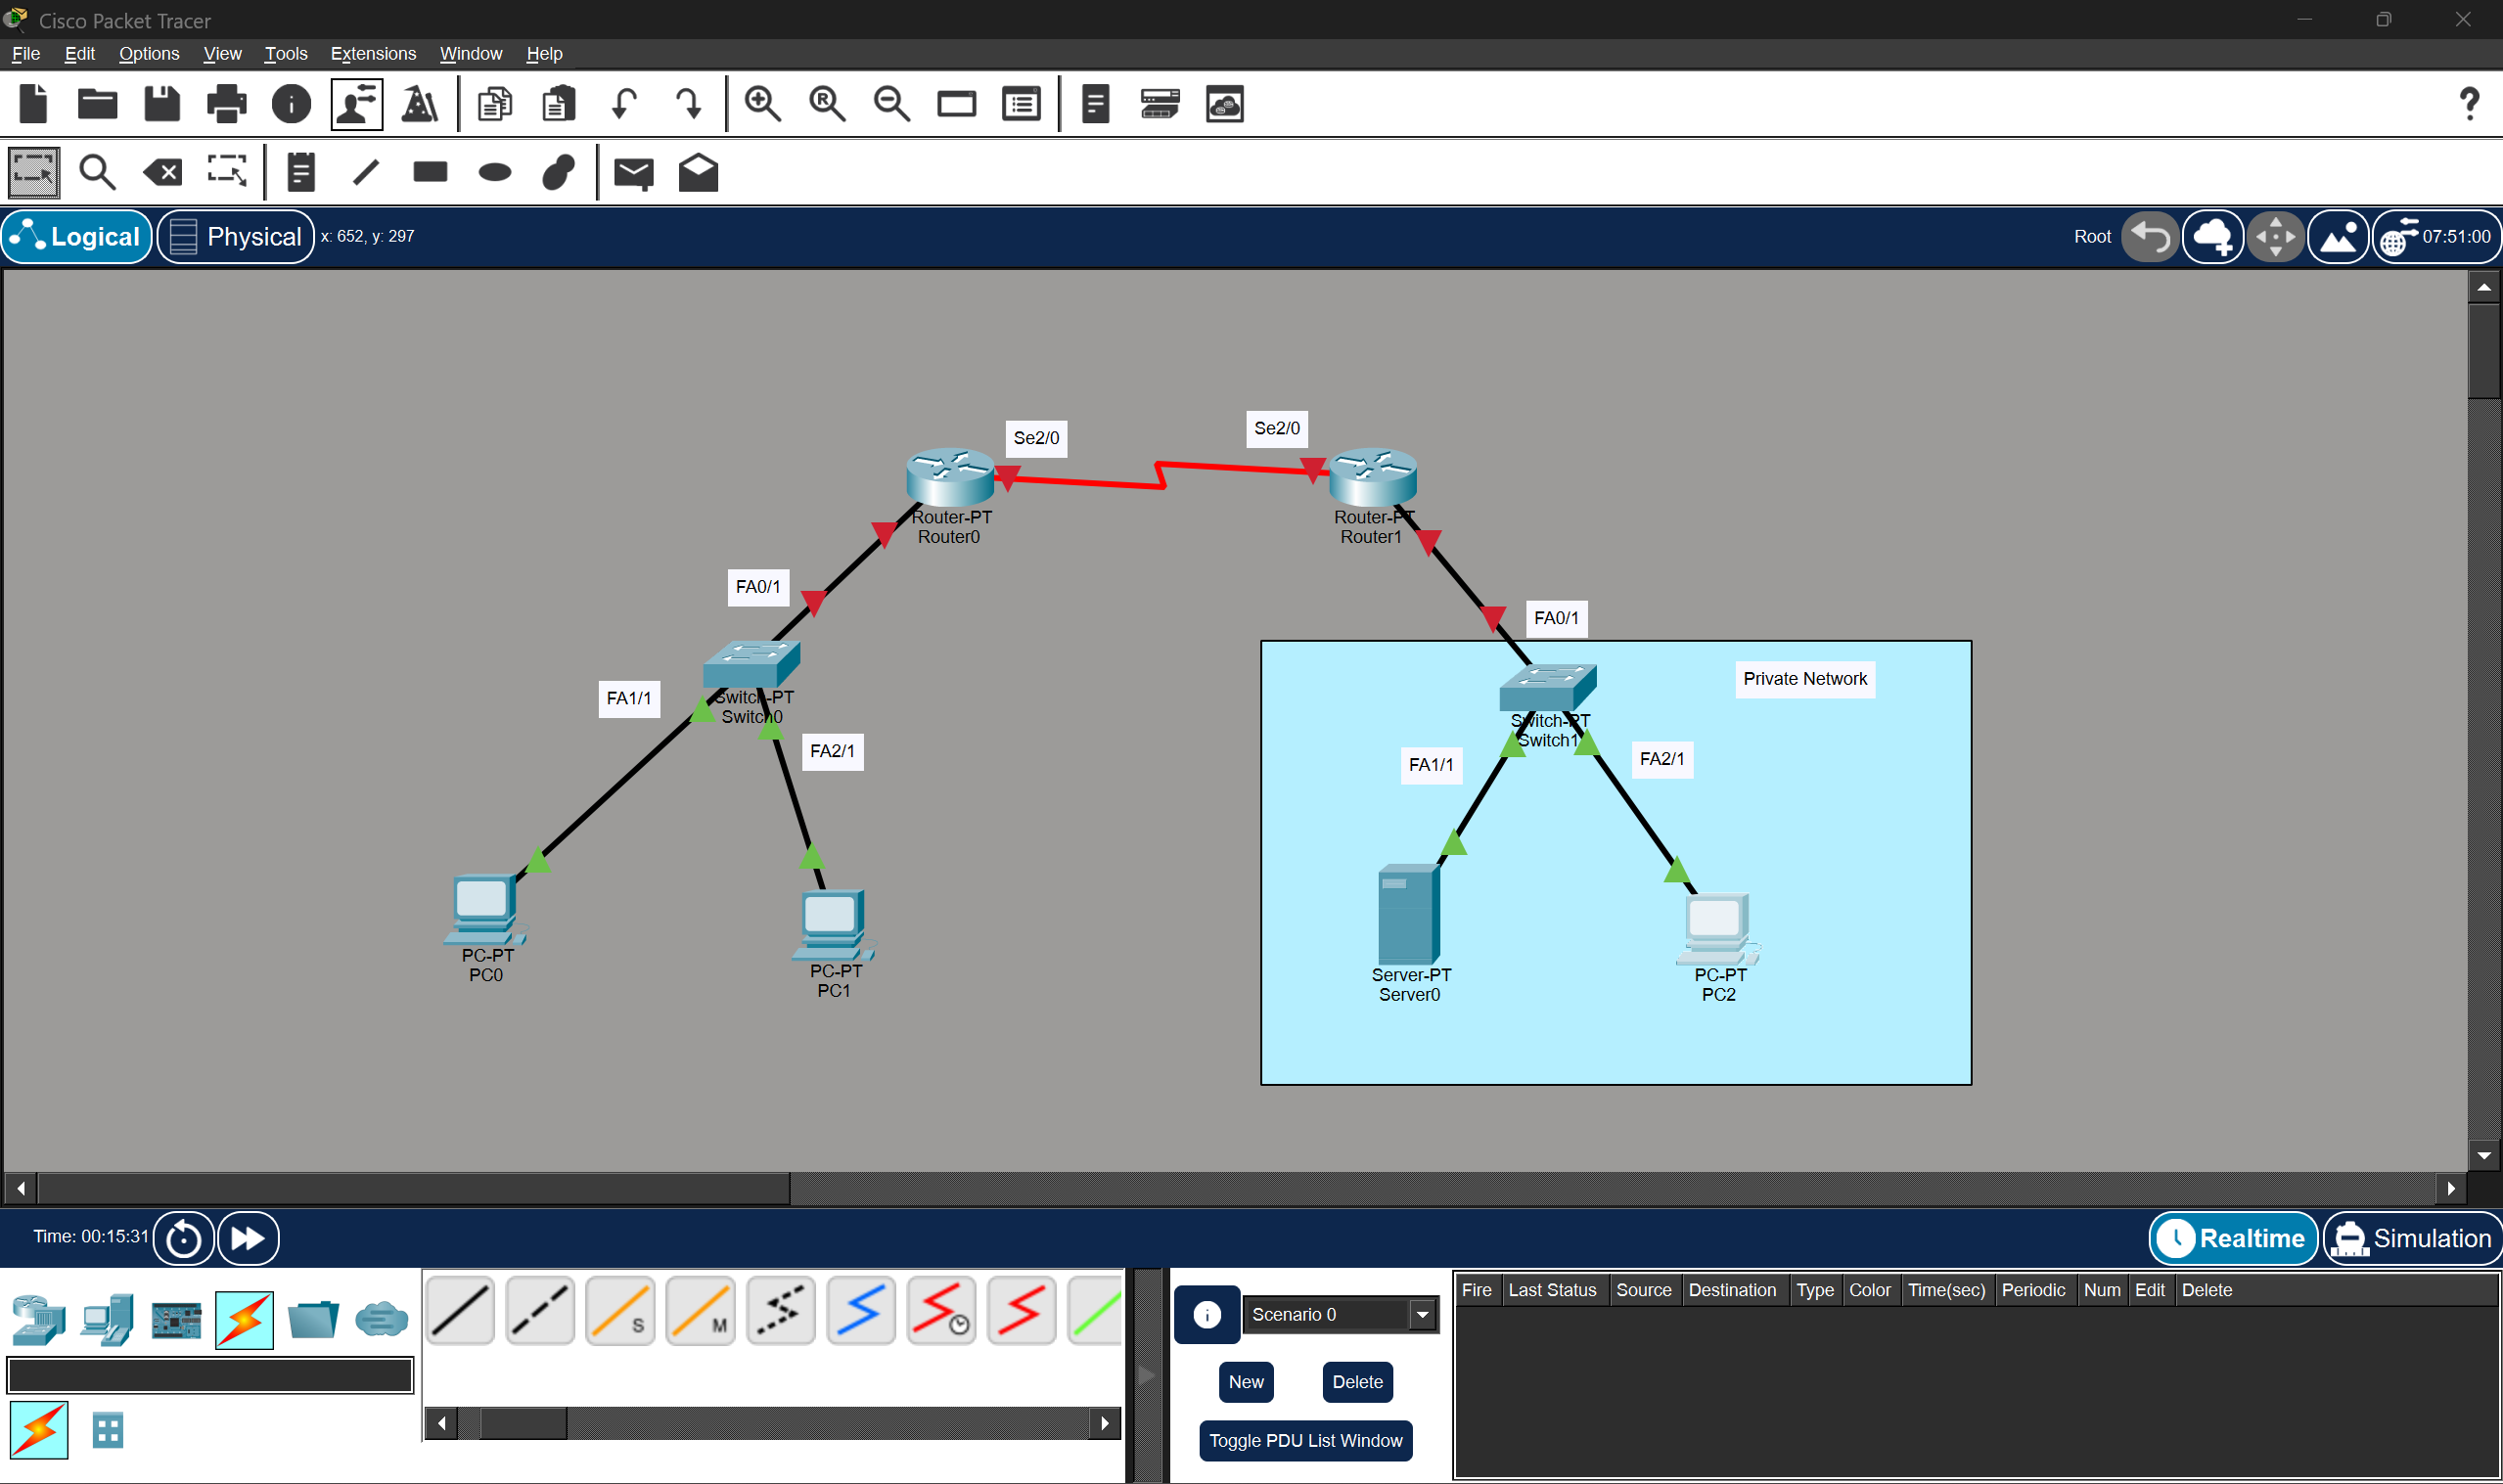 Cisco Packet Tracer
File Edit Options View Tools Extensions Window Help
Logical Physical x: 652, y: 297 Root 07:51:00
Se2/0
Se2/0
Router-PT
Router0
Router-PT
Router1
FA0/1
FA0/1
Private Network
FA1/1
Switch-PT
Switch0
FA2/1
Switch-PT
Switch1
FA1/1
FA2/1
PC-PT
PC0
PC-PT
PC1
Server-PT
Server0
PC-PT
PC2
Time: 00:15:31 Realtime Simulation
S M
Scenario 0
Fire Last Status Source Destination Type Color Time(sec) Periodic Num Edit Delete
New Delete
Toggle PDU List Window